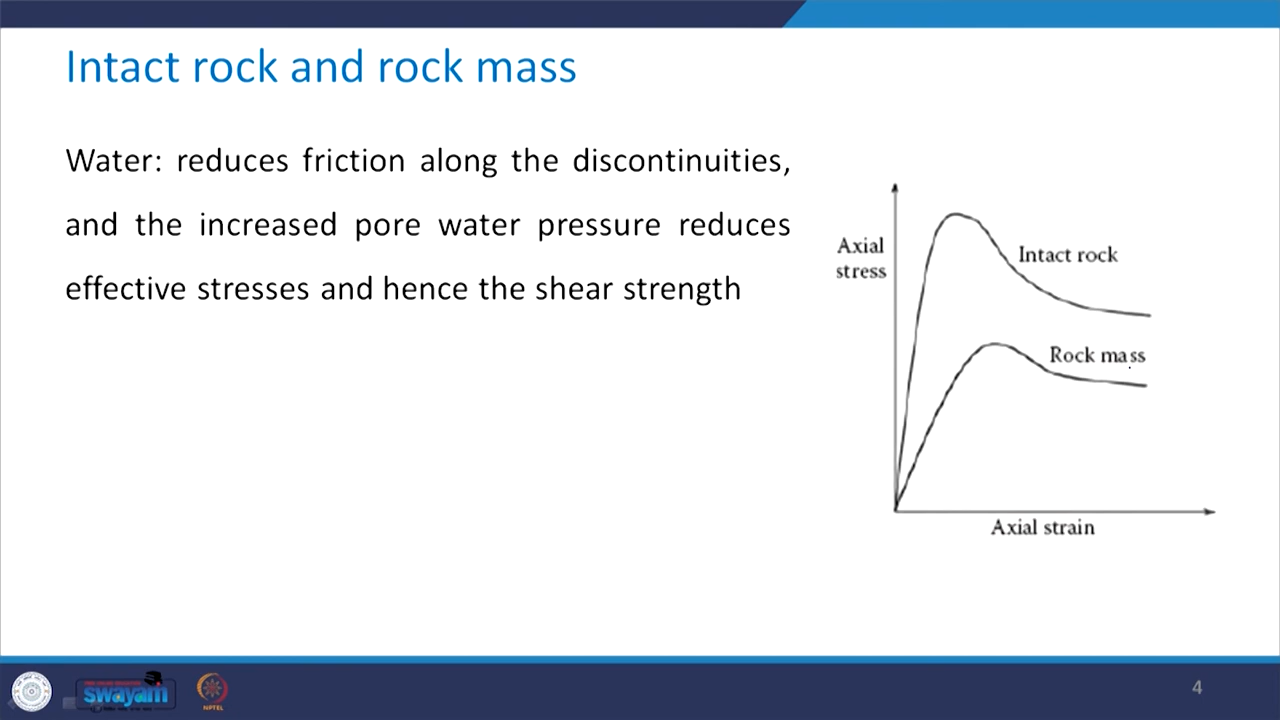 Intact rock and rock mass
Water: reduces friction along the discontinuities,
and the increased pore water pressure reduces
effective stresses and hence the shear strength
Axial
stress
Intact rock
Rock mass
Axial strain
swayam
NPTEL
4